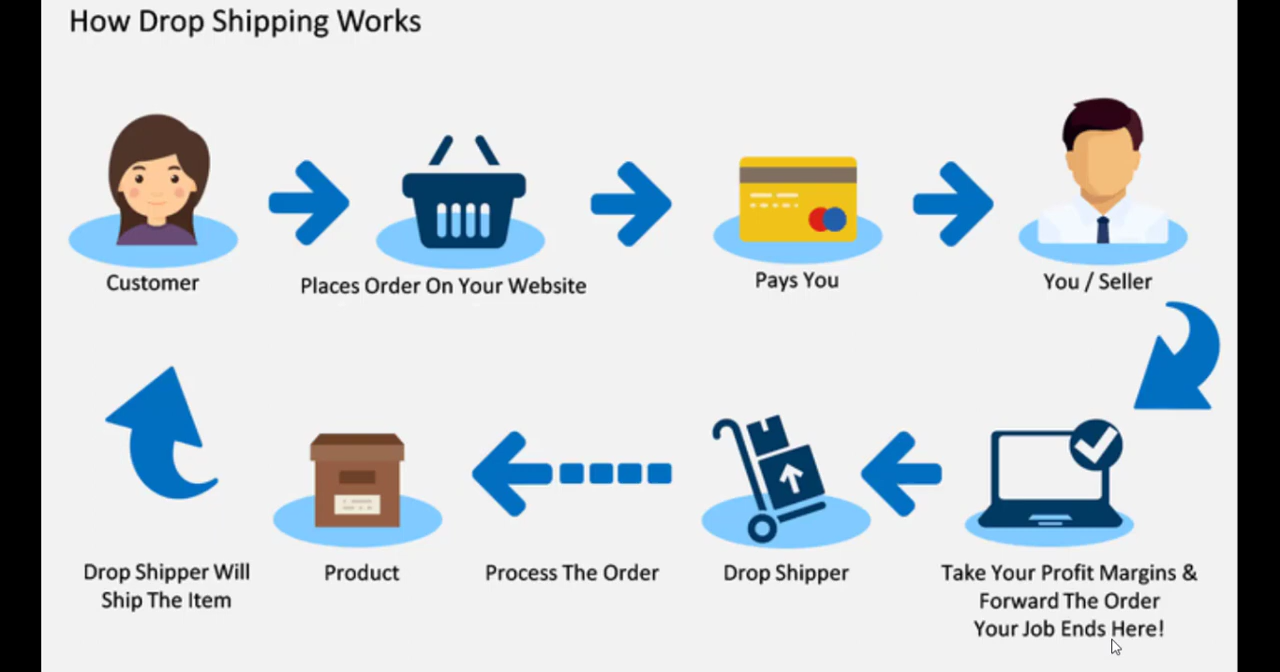 How Drop Shipping Works
Customer
Places Order On Your Website
Pays You
You / Seller
Drop Shipper Will
Ship The Item
Product
Process The Order
Drop Shipper
Take Your Profit Margins &
Forward The Order
Your Job Ends Here!